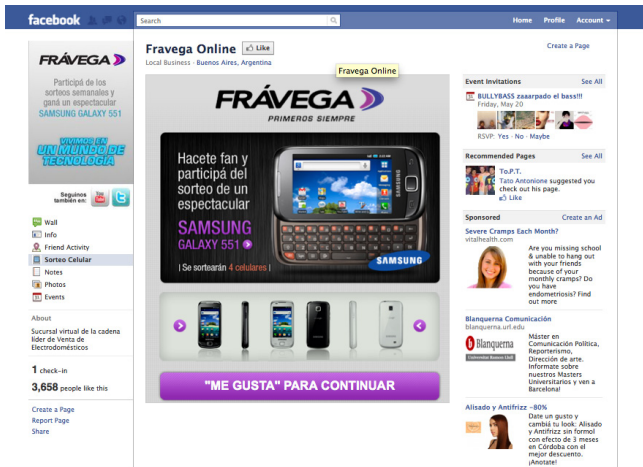 facebook
Search
Home Profile Account
FRÁVEGA
Participá de los
sorteos semanales y
ganá un espectacular
SAMSUNG GALAXY 551
VIVIMOS EN
UN MUNDO DE
TECNOLOGÍA
Seguinos
también en:
You
Tube
Wall
Info
Friend Activity
Sorteo Celular
Notes
Photos
Events
About
Sucursal virtual de la cadena
líder de Venta de
Electrodomésticos
1 check-in
3,658 people like this
Create a Page
Report Page
Share
Fravega Online Like
Local Business · Buenos Aires, Argentina
Fravega Online
FRÁVEGA
PRIMEROS SIEMPRE
Hacete fan y
participá del
sorteo de un
espectacular
SAMSUNG
GALAXY 551
| Se sortearán 4 celulares |
SAMSUNG
SAMSUNG
"ME GUSTA" PARA CONTINUAR
Create a Page
Event Invitations See All
BULLYBASS zaaarpado el bass!!!
Friday, May 20
RSVP: Yes · No · Maybe
Recommended Pages See All
To.P.T.
Tato Antonione suggested you
check out his page.
Like
Sponsored Create an Ad
Severe Cramps Each Month?
vitalhealth.com
Are you missing school
& unable to hang out
with your friends
because of your
monthly cramps? Do
you have
endometriosis? Find
out more
Blanquerna Comunicación
blanquerna.url.edu
Blanquerna
Universitat Ramon Llull
Máster en
Comunicación Política,
Reporterismo,
Dirección de arte.
Informate sobre
nuestros Masters
Universitarios y ven a
Barcelona!
Alisado y Antifrizz -80%
Date un gusto y
cambiá tu look: Alisado
y Antifrizz sin formol
con efecto de 3 meses
en Córdoba con el
mejor descuento.
¡Anotate!